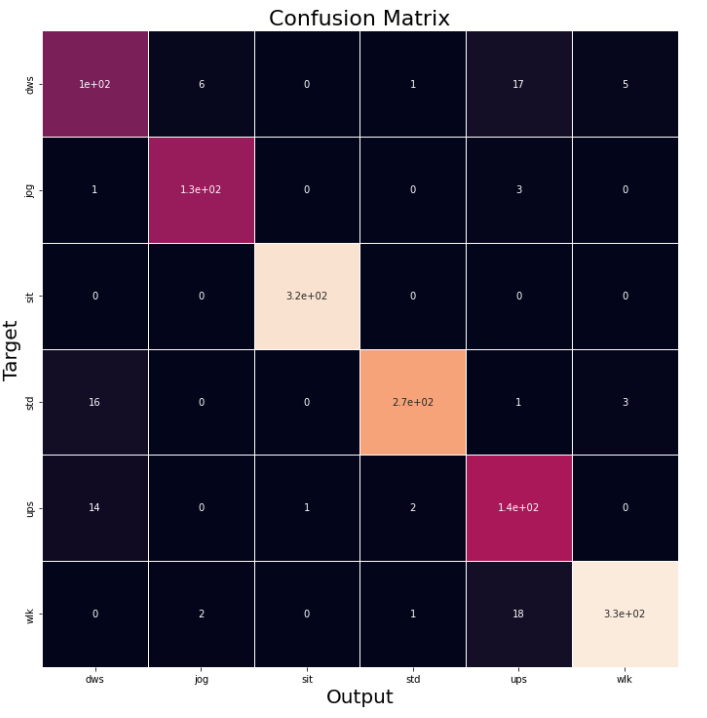 Confusion Matrix
dws 1e+02 6 0 1 17 5
jog 1 1.3e+02 0 0 3 0
sit 0 0 3.2e+02 0 0 0
std 16 0 0 2.7e+02 1 3
ups 14 0 1 2 1.4e+02 0
wlk 0 2 0 1 18 3.3e+02
Target
dws jog sit std ups wlk
Output